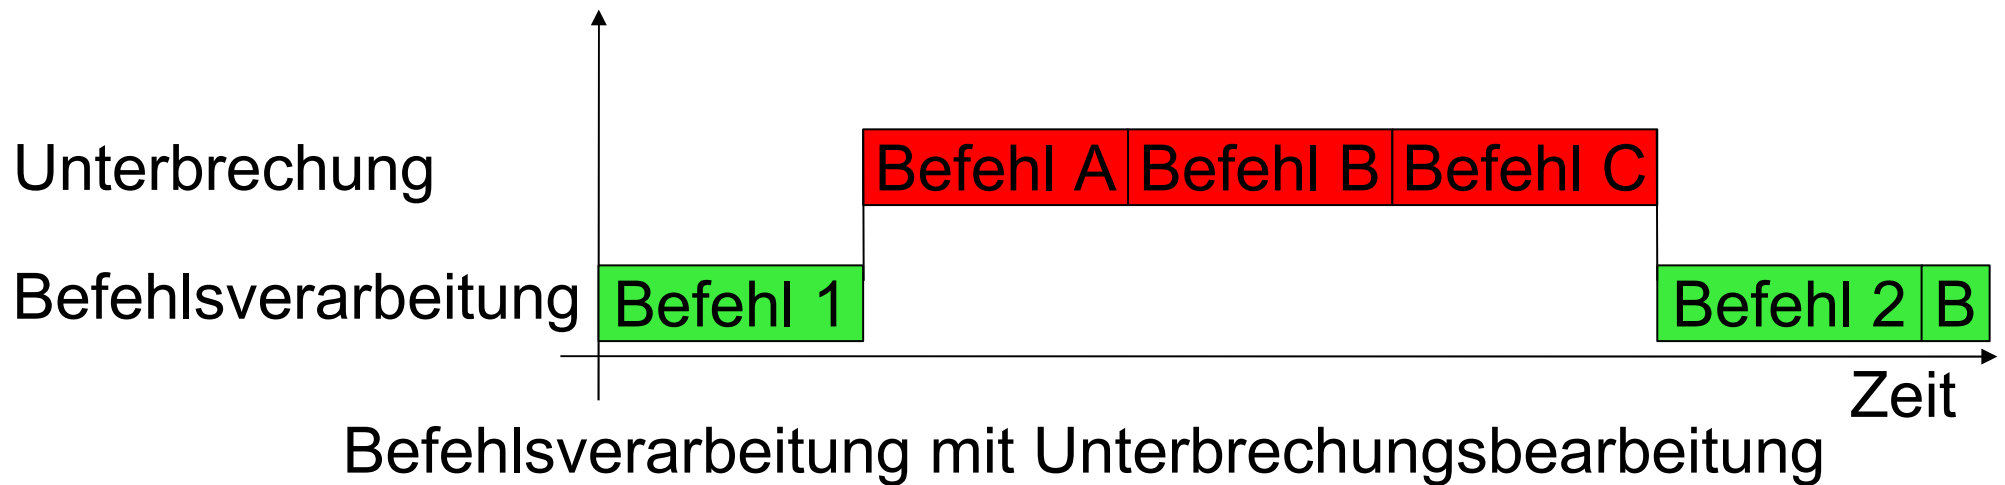 Unterbrechung
Befehl A Befehl B Befehl C
Befehlsverarbeitung
Befehl 1
Befehl 2 B
Zeit
Befehlsverarbeitung mit Unterbrechungsbearbeitung